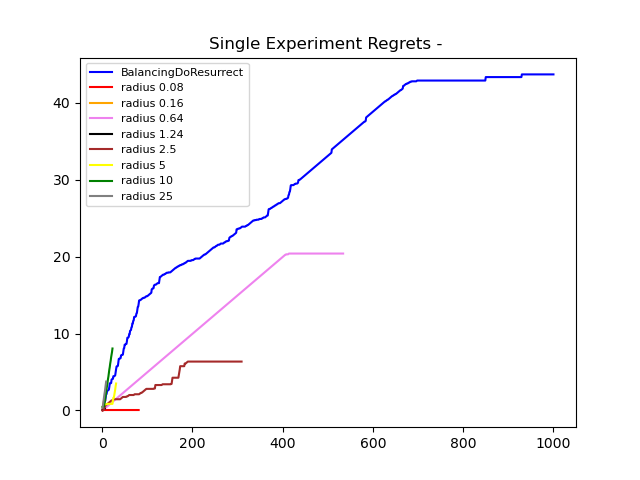 Single Experiment Regrets -
BalancingDoResurrect
radius 0.08
radius 0.16
radius 0.64
radius 1.24
radius 2.5
radius 5
radius 10
radius 25
40
30
20
10
0
0 200 400 600 800 1000